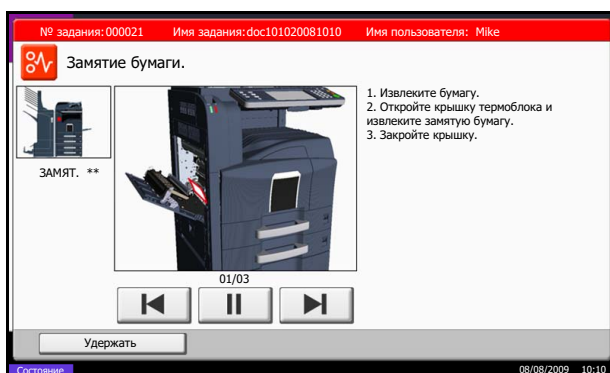 № задания: 000021 Имя задания: doc101020081010 Имя пользователя: Mike
Замятие бумаги.
ЗАМЯТ. **
01/03
1. Извлеките бумагу.
2. Откройте крышку термоблока и
извлеките замятую бумагу.
3. Закройте крышку.
Удержать
Состояние 08/08/2009 10:10